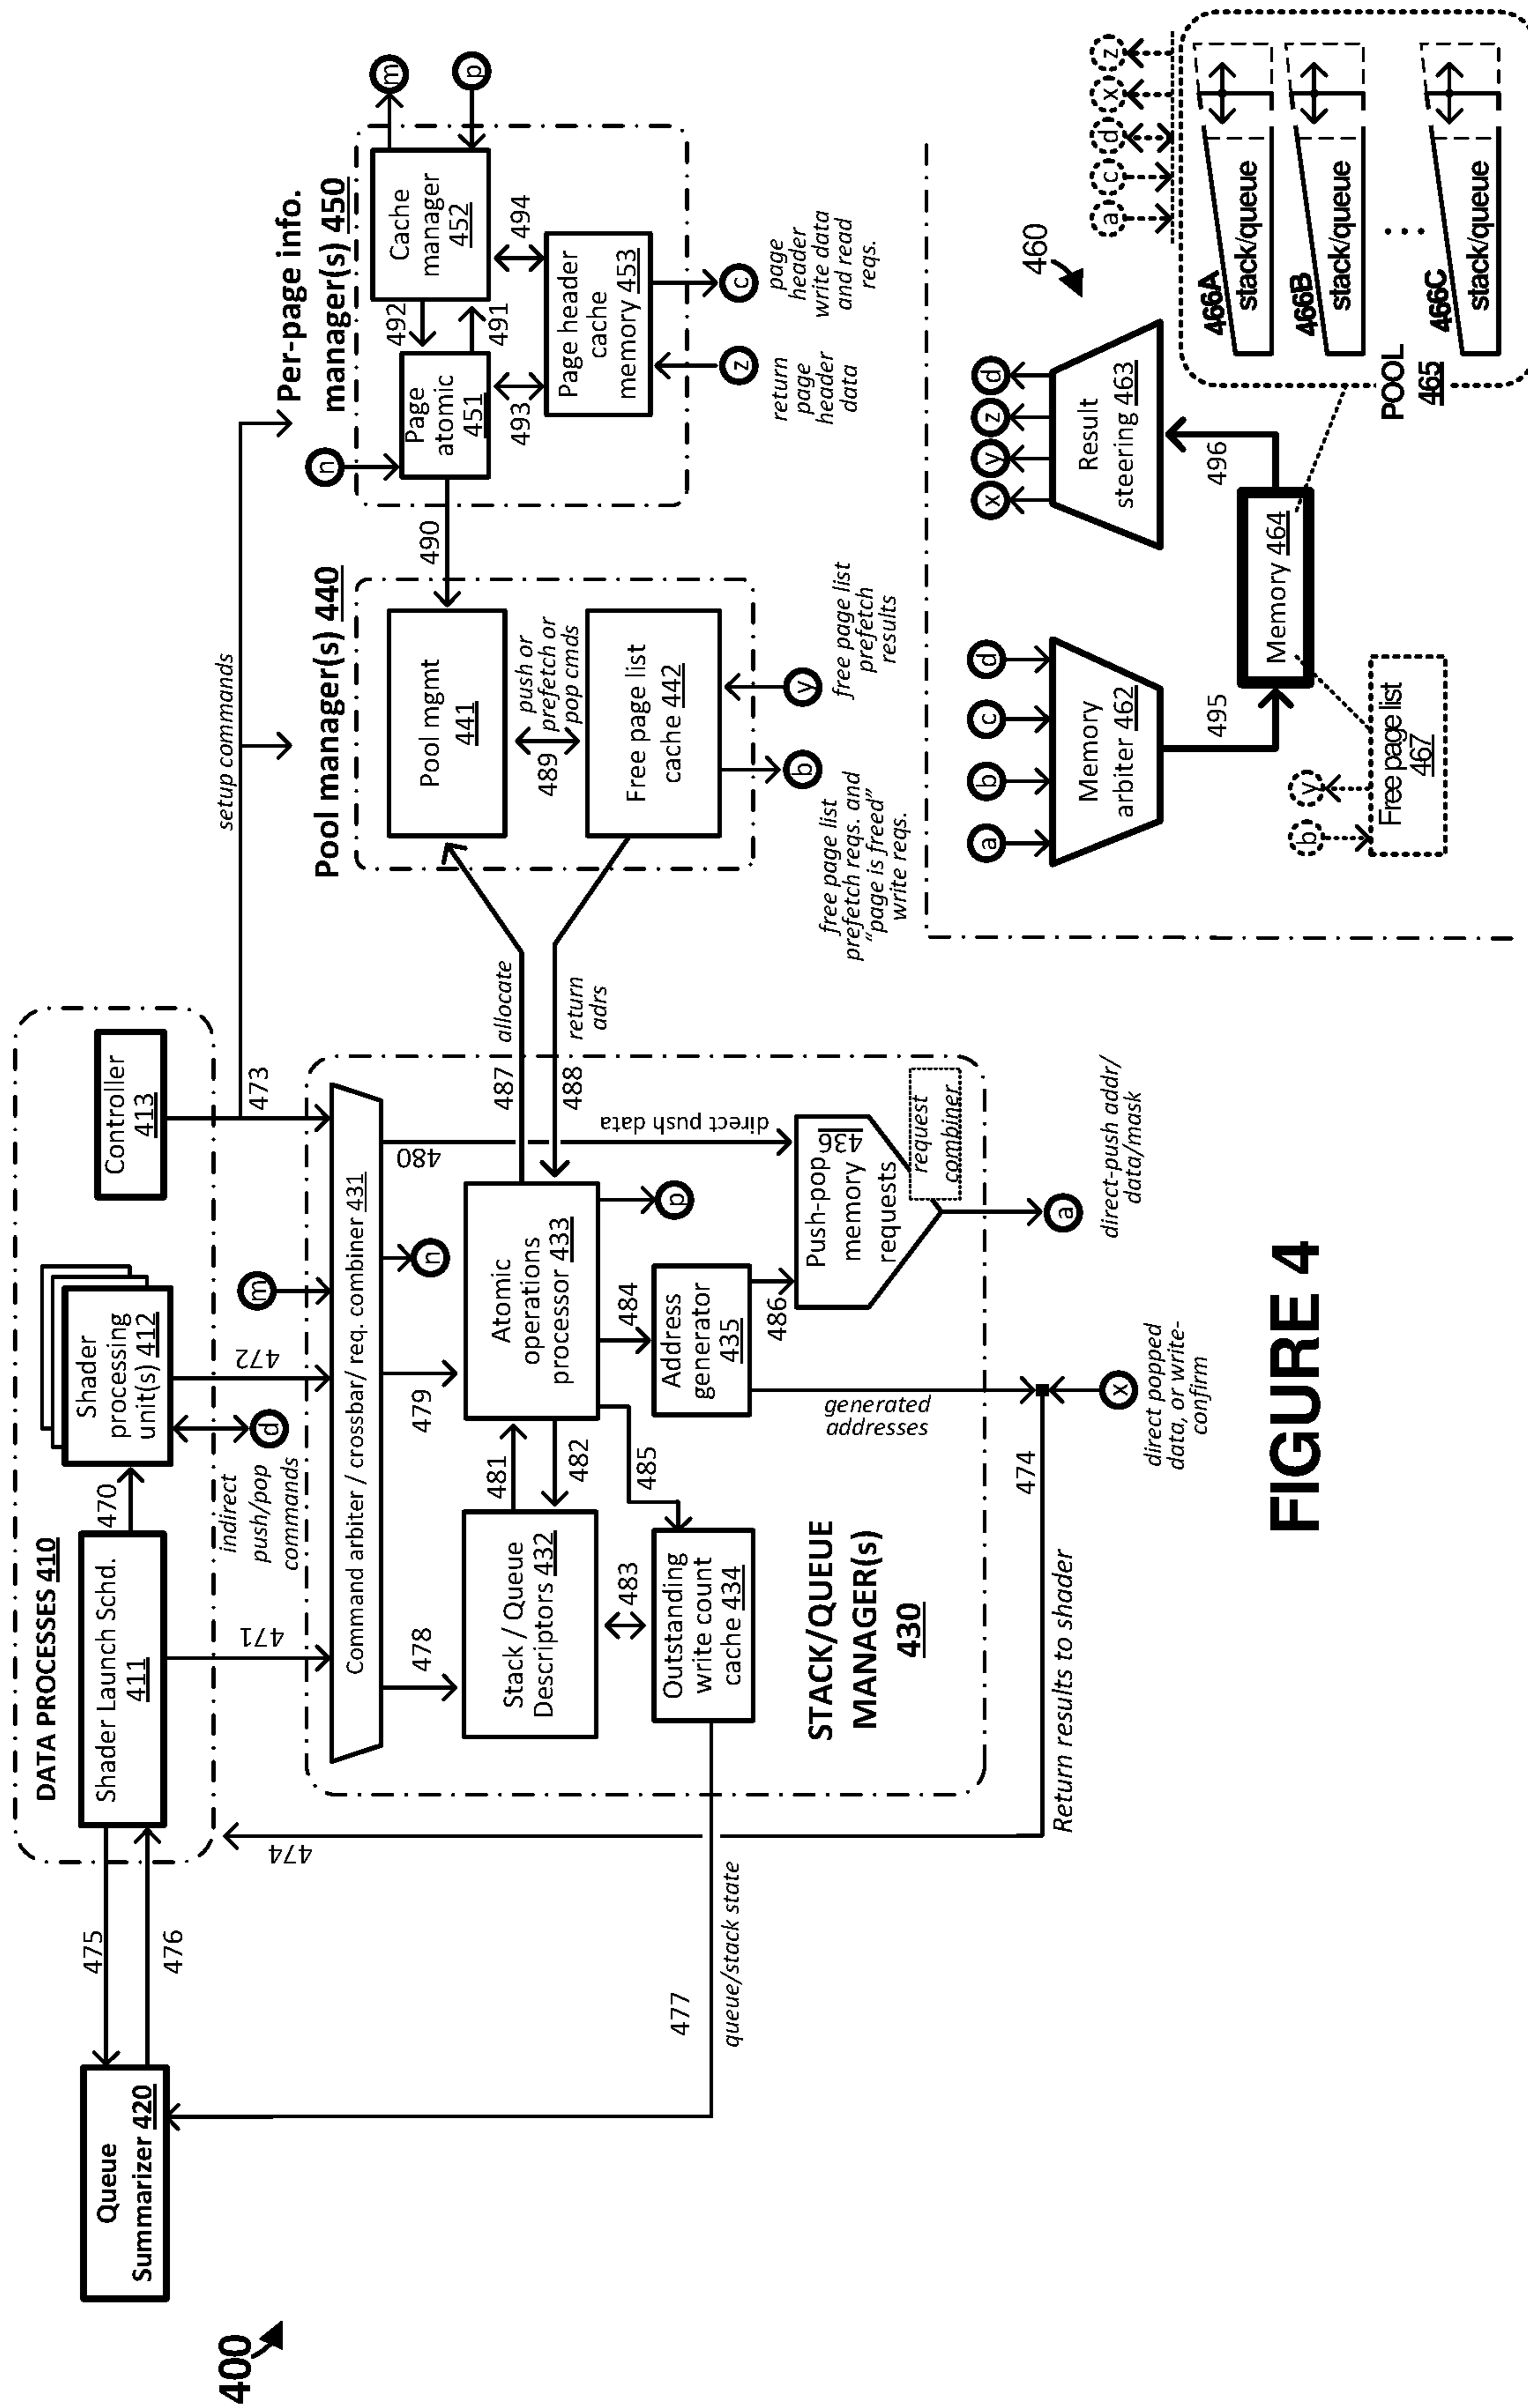 400
Queue
Summarizer 420
475
476
477
queue/stack state
DATA PROCESSES 410
Shader Launch Schd.
411
470
Shader
processing
unit(s) 412
Controller
413
indirect
push/pop
commands
d
m
471
472
473
474
setup commands
Command arbiter / crossbar/ req. combiner 431
478
479
n
480
direct push data
Stack / Queue
Descriptors 432
481
482
Atomic
operations
processor 433
p
483
485
484
Outstanding
write count
cache 434
Address
generator
435
486
Push-pop
memory
requests
436
request
combiner
STACK/QUEUE
MANAGER(s)
430
generated
addresses
474
Return results to shader
x
direct popped
data, or write-
confirm
a
direct-push addr/
data/mask
487
allocate
488
return
adrs
Pool manager(s) 440
Pool mgmt
441
489
push or
prefetch or
pop cmds
Free page list
cache 442
b
y
free page list
prefetch reqs. and
"page is freed"
write reqs.
free page list
prefetch
results
490
Per-page info.
manager(s) 450
n
Page
atomic
451
492
491
Cache
manager
452
m
p
493
494
Page header
cache
memory 453
z
c
return
page
header
data
page
header
write data
and read
reqs.
460
a
b
c
d
Memory
arbiter 462
495
x
y
z
d
Result
steering 463
496
Memory 464
b
y
Free page list
467
a
c
d
x
z
466A
stack/queue
466B
stack/queue
466C
stack/queue
POOL
465
FIGURE 4